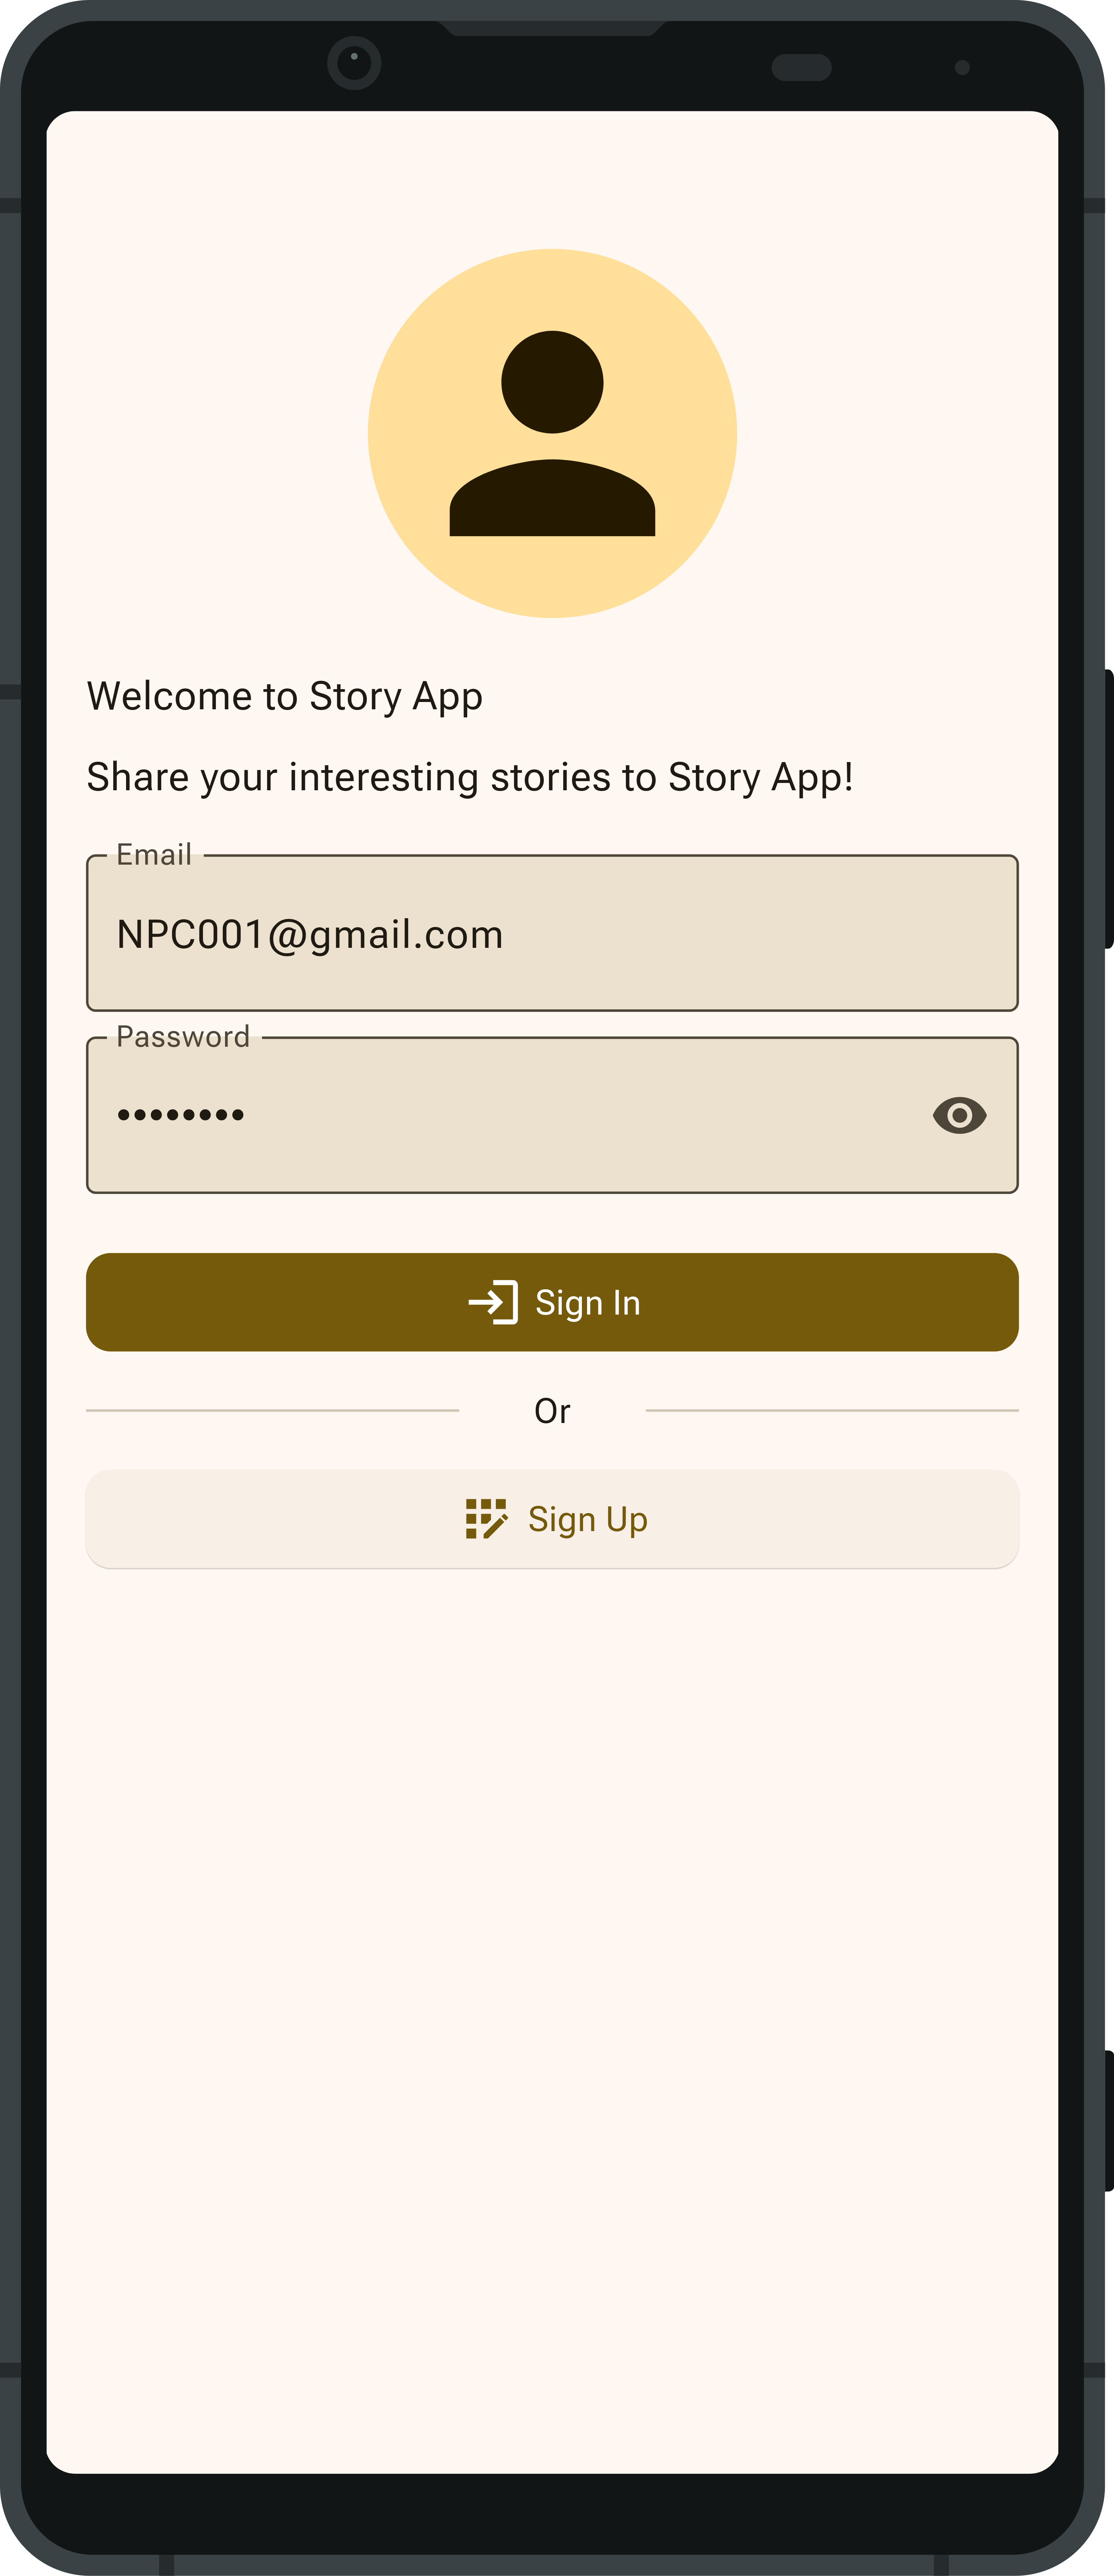 Welcome to Story App
Share your interesting stories to Story App!
Email
NPC001@gmail.com
Password
••••••••
Sign In
Or
Sign Up